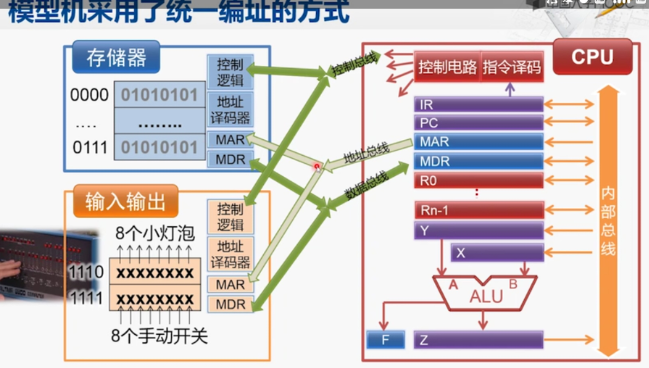 模型机采用了统一编址的方式
存储器
控制
逻辑
0000
01010101
地址
译码器
....
........
0111
01010101
MAR
MDR
输入输出
8个小灯泡
控制
逻辑
地址
译码器
1110
xxxxxxxx
1111
xxxxxxxx
MAR
MDR
8个手动开关
控制总线
地址总线
数据总线
CPU
控制电路
指令译码
IR
PC
MAR
MDR
R0
Rn-1
Y
X
A
B
ALU
F
Z
内部总线